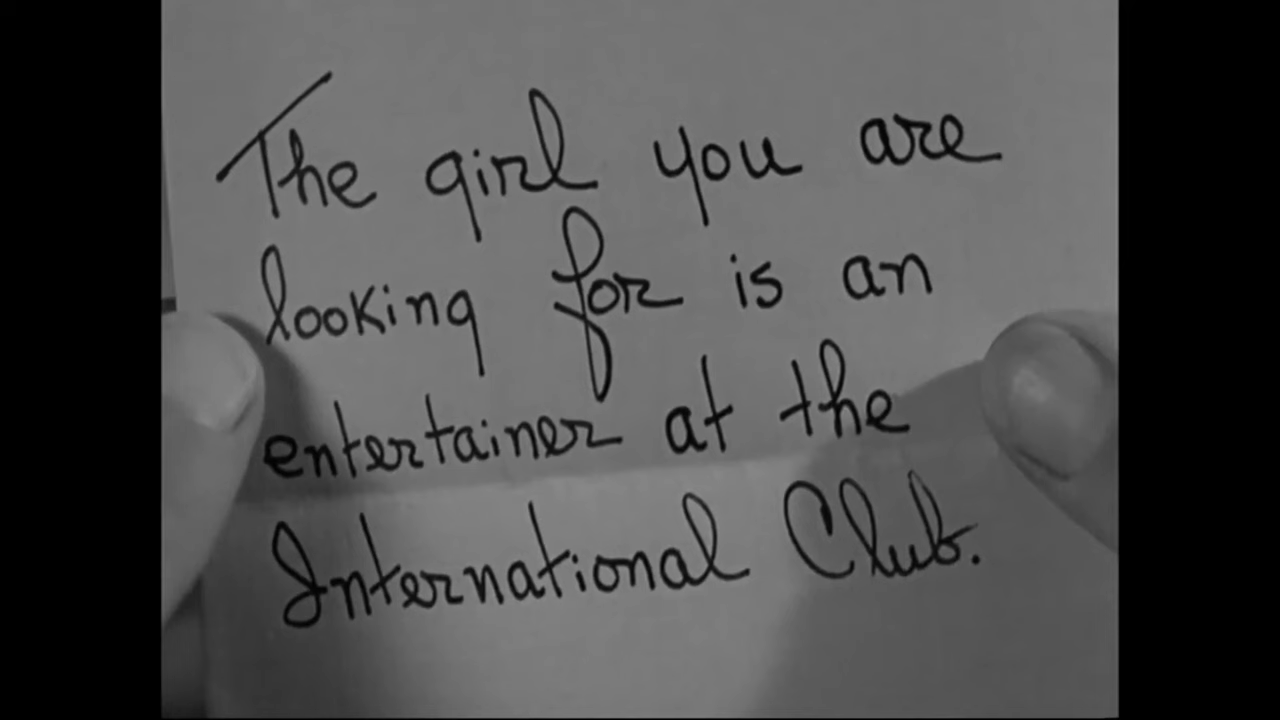 The girl you are
looking for is an
entertainer at the
International Club.